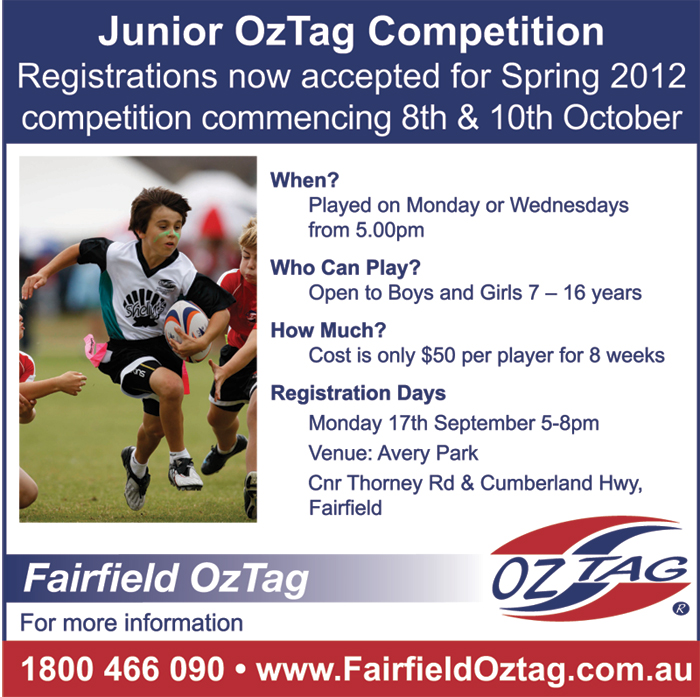 Junior OzTag Competition
Registrations now accepted for Spring 2012
competition commencing 8th & 10th October
When?
Played on Monday or Wednesdays
from 5.00pm
Who Can Play?
Open to Boys and Girls 7 – 16 years
How Much?
Cost is only $50 per player for 8 weeks
Registration Days
Monday 17th September 5-8pm
Venue: Avery Park
Cnr Thorney Rd & Cumberland Hwy,
Fairfield
OZTAG
®
Fairfield OzTag
For more information
1800 466 090 • www.FairfieldOztag.com.au